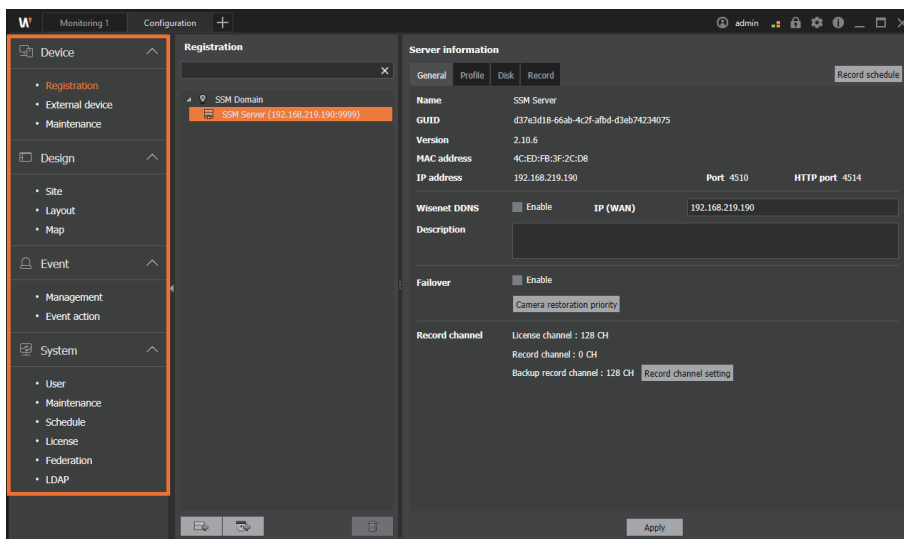 W Monitoring 1 Configuration + admin
Device
• Registration
• External device
• Maintenance
Design
• Site
• Layout
• Map
Event
• Management
• Event action
System
• User
• Maintenance
• Schedule
• License
• Federation
• LDAP
Registration
SSM Domain
SSM Server (192.168.219.190:9999)
Server information
General Profile Disk Record Record schedule
Name SSM Server
GUID d37e3d18-66ab-4c2f-afbd-d3eb74234075
Version 2.10.6
MAC address 4C:ED:FB:3F:2C:D8
IP address 192.168.219.190 Port 4510 HTTP port 4514
Wisenet DDNS Enable IP (WAN) 192.168.219.190
Description
Failover Enable
Camera restoration priority
Record channel License channel : 128 CH
Record channel : 0 CH
Backup record channel : 128 CH Record channel setting
Apply